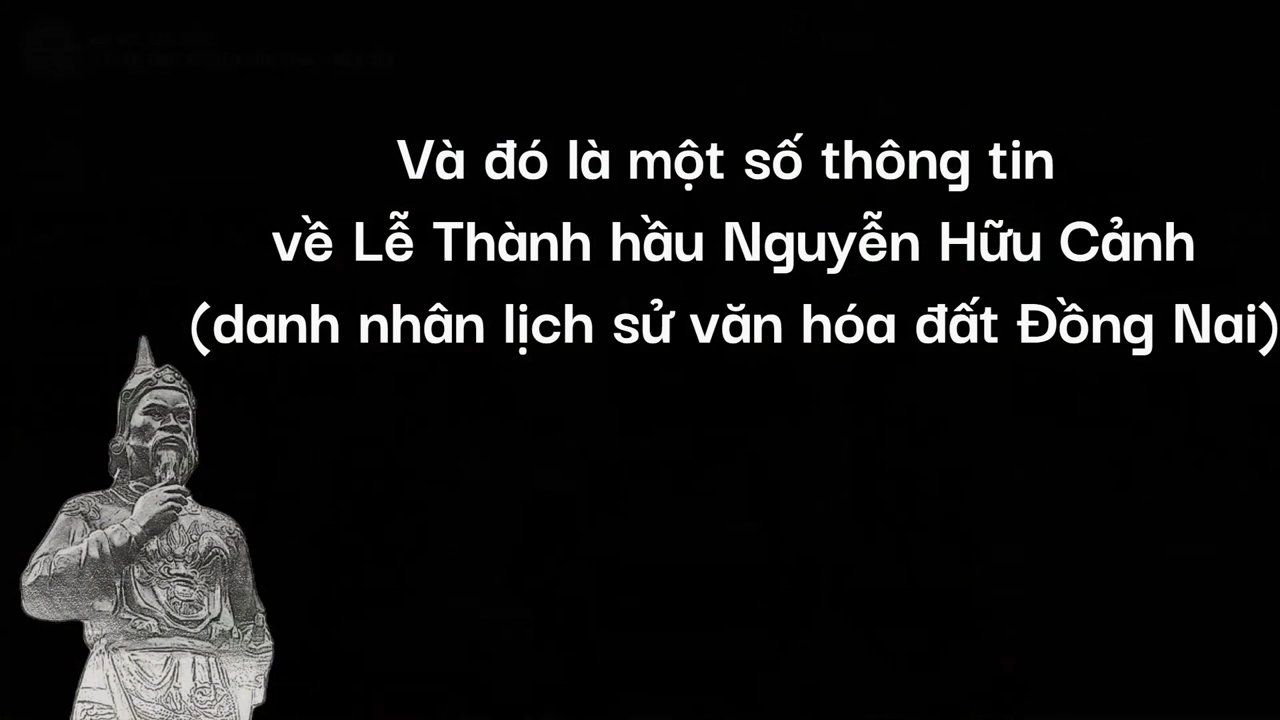 Và đó là một số thông tin
về Lễ Thành hầu Nguyễn Hữu Cảnh
(danh nhân lịch sử văn hóa đất Đồng Nai)